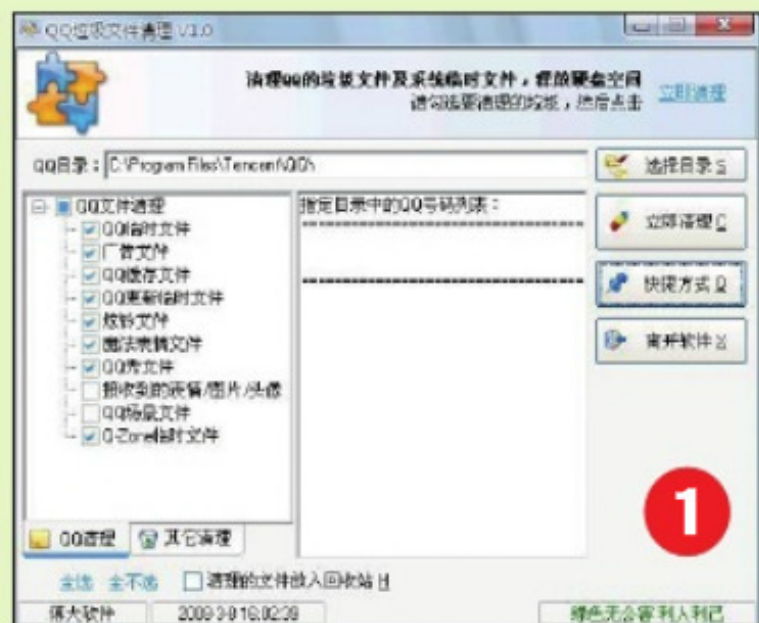 QQ垃圾文件清理 V1.0
清理QQ的垃圾文件及系统临时文件，释放硬盘空间
请勾选要清理的垃圾，然后点击 立即清理
QQ目录：C:\Program Files\Tencent\QQ\
选择目录 S
QQ文件清理
QQ临时文件
广告文件
QQ缓存文件
QQ更新临时文件
炫铃文件
魔法表情文件
QQ秀文件
接收到的表情/图片/头像
QQ场景文件
Q-Zone临时文件
指定目录中的QQ号码列表：
立即清理 C
快捷方式 Q
离开软件 X
1
QQ清理 其它清理
全选 全不选 清理的文件放入回收站 H
2009-3-9 16:02:39
绿色无公害 利人利己